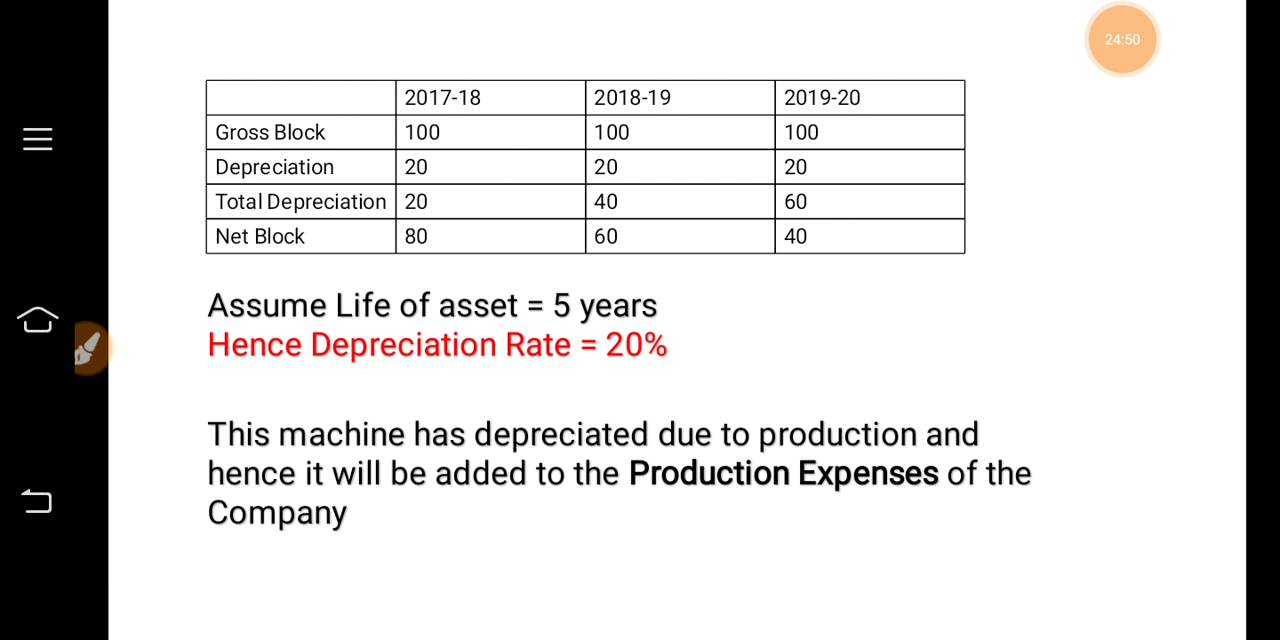 24:50
2017-18 2018-19 2019-20
Gross Block 100 100 100
Depreciation 20 20 20
Total Depreciation 20 40 60
Net Block 80 60 40
Assume Life of asset = 5 years
Hence Depreciation Rate = 20%
This machine has depreciated due to production and
hence it will be added to the Production Expenses of the
Company